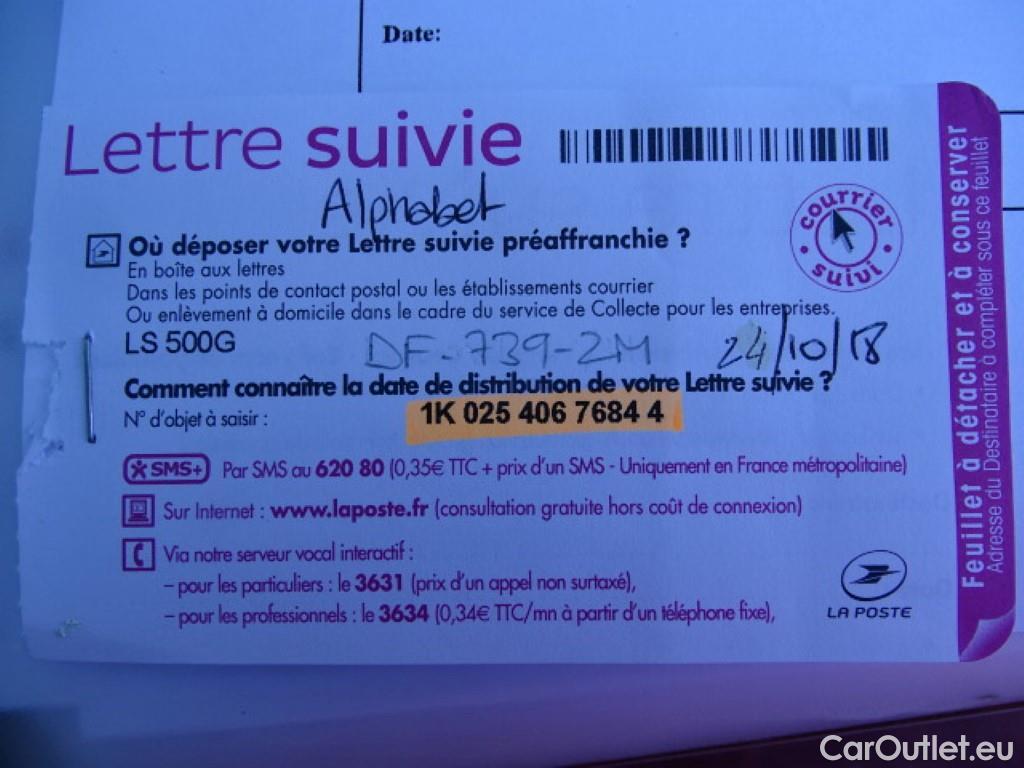 Date:
Lettre suivie
Alphabet
courrier suivi
Où déposer votre Lettre suivie préaffranchie ?
En boîte aux lettres
Dans les points de contact postal ou les établissements courrier
Ou enlèvement à domicile dans le cadre du service de Collecte pour les entreprises.
LS 500G
DF-739-2M 24/10/18
Comment connaître la date de distribution de votre Lettre suivie ?
N° d'objet à saisir : 1K 025 406 7684 4
SMS+ Par SMS au 620 80 (0,35€ TTC + prix d'un SMS - Uniquement en France métropolitaine)
Sur Internet : www.laposte.fr (consultation gratuite hors coût de connexion)
Via notre serveur vocal interactif :
– pour les particuliers : le 3631 (prix d'un appel non surtaxé),
– pour les professionnels : le 3634 (0,34€ TTC/mn à partir d'un téléphone fixe),
LA POSTE
Feuillet à détacher et à conserver
Adresse du Destinataire à compléter sous ce feuillet
CarOutlet.eu